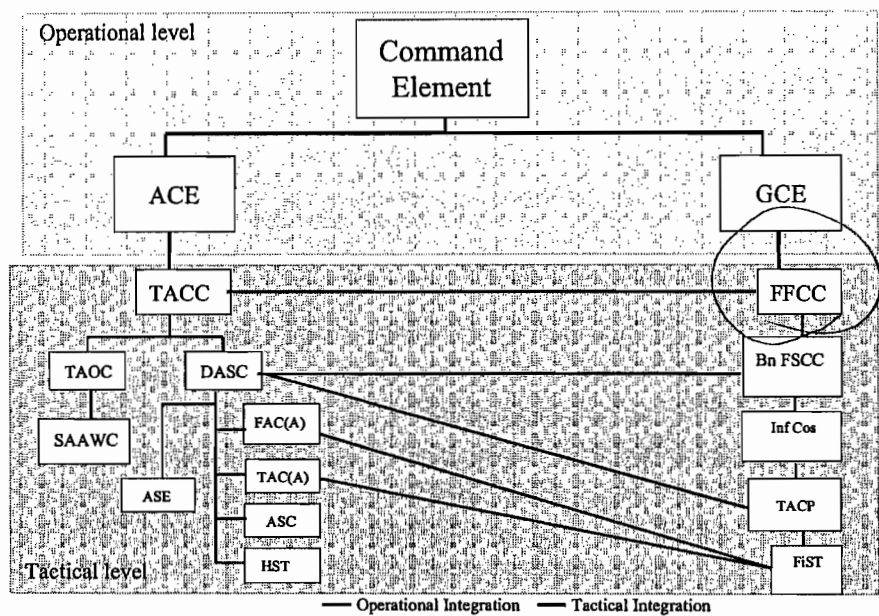 Operational level
Command
Element
ACE
GCE
TACC
FFCC
TAOC
DASC
Bn FSCC
SAAWC
FAC(A)
Inf Cos
ASE
TAC(A)
TACP
ASC
HST
FiST
Tactical level
Operational Integration
Tactical Integration